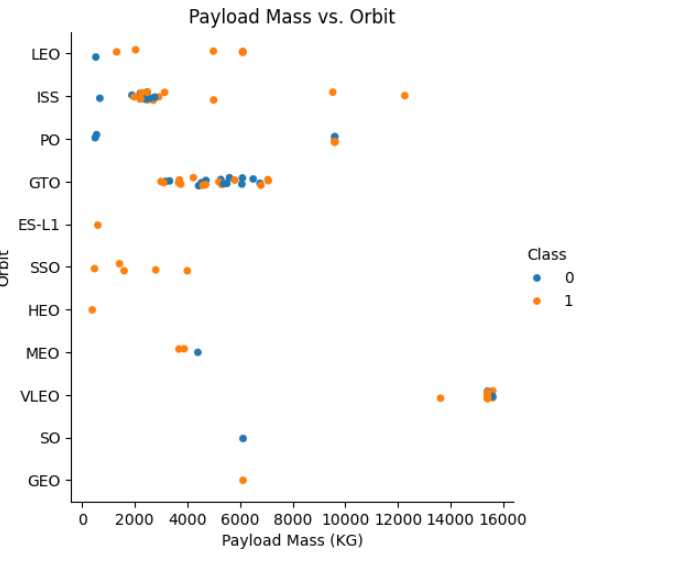 Payload Mass vs. Orbit
LEO
ISS
PO
GTO
ES-L1
SSO
HEO
MEO
VLEO
SO
GEO
Orbit
0 2000 4000 6000 8000 10000 12000 14000 16000
Payload Mass (KG)
Class
0
1